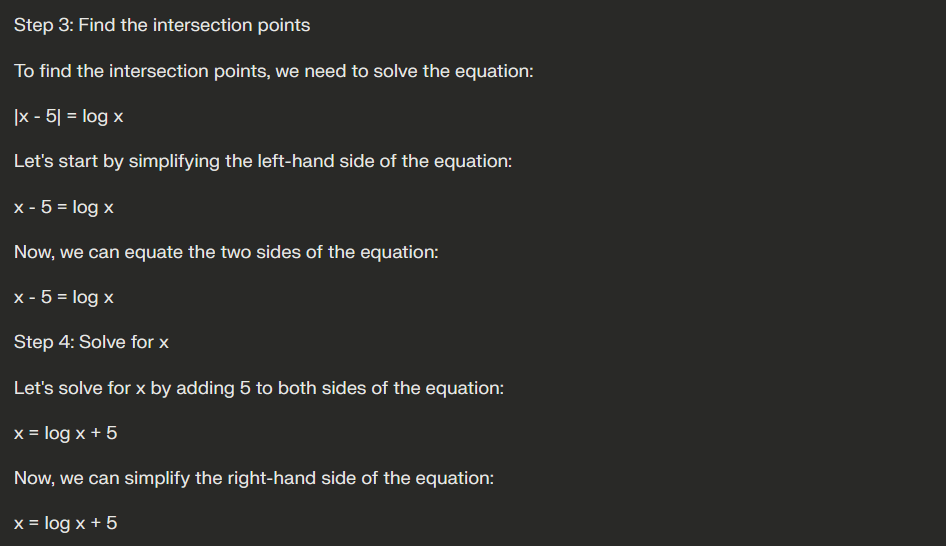 Step 3: Find the intersection points
To find the intersection points, we need to solve the equation:
|x - 5| = log x
Let's start by simplifying the left-hand side of the equation:
x - 5 = log x
Now, we can equate the two sides of the equation:
x - 5 = log x
Step 4: Solve for x
Let's solve for x by adding 5 to both sides of the equation:
x = log x + 5
Now, we can simplify the right-hand side of the equation:
x = log x + 5